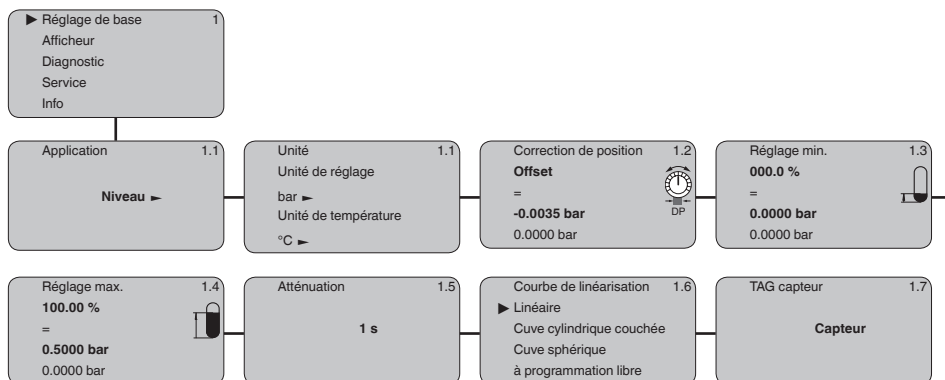 ▶ Réglage de base 1
Afficheur
Diagnostic
Service
Info
Application 1.1
Niveau ►
Unité 1.1
Unité de réglage
bar ►
Unité de température
°C ►
Correction de position 1.2
Offset
=
-0.0035 bar
0.0000 bar
DP
Réglage min. 1.3
000.0 %
=
0.0000 bar
0.0000 bar
Réglage max. 1.4
100.00 %
=
0.5000 bar
0.0000 bar
Atténuation 1.5
1 s
Courbe de linéarisation 1.6
▶ Linéaire
Cuve cylindrique couchée
Cuve sphérique
à programmation libre
TAG capteur 1.7
Capteur